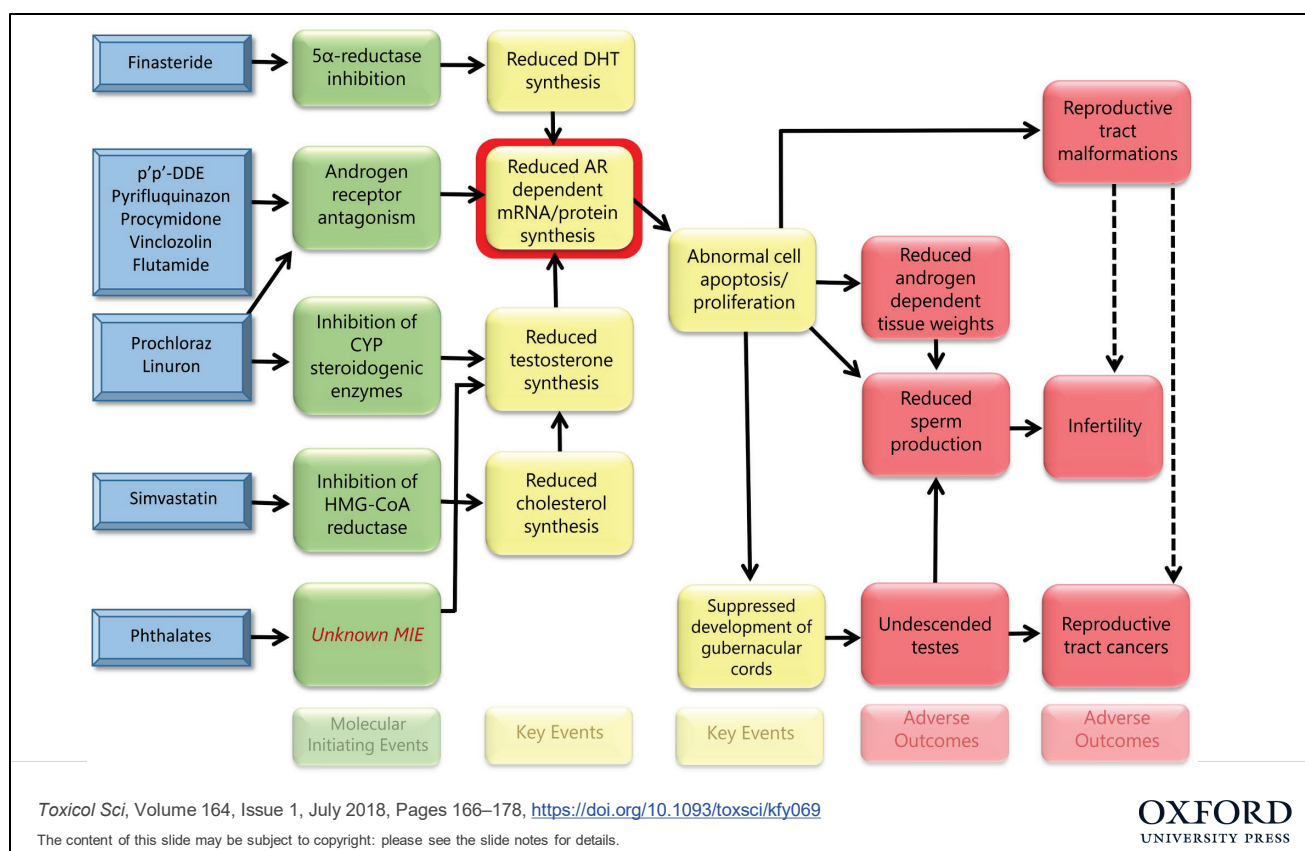 Finasteride
5α-reductase
inhibition
Reduced DHT
synthesis
Reproductive
tract
malformations
p'p'-DDE
Pyrifluquinazon
Procymidone
Vinclozolin
Flutamide
Androgen
receptor
antagonism
Reduced AR
dependent
mRNA/protein
synthesis
Abnormal cell
apoptosis/
proliferation
Reduced
androgen
dependent
tissue weights
Prochloraz
Linuron
Inhibition of
CYP
steroidogenic
enzymes
Reduced
testosterone
synthesis
Reduced
sperm
production
Infertility
Simvastatin
Inhibition of
HMG-CoA
reductase
Reduced
cholesterol
synthesis
Phthalates
Unknown MIE
Suppressed
development of
gubernacular
cords
Undescended
testes
Reproductive
tract cancers
Molecular
Initiating Events
Key Events
Key Events
Adverse
Outcomes
Adverse
Outcomes
Toxicol Sci, Volume 164, Issue 1, July 2018, Pages 166–178, https://doi.org/10.1093/toxsci/kfy069
The content of this slide may be subject to copyright: please see the slide notes for details.
OXFORD
UNIVERSITY PRESS